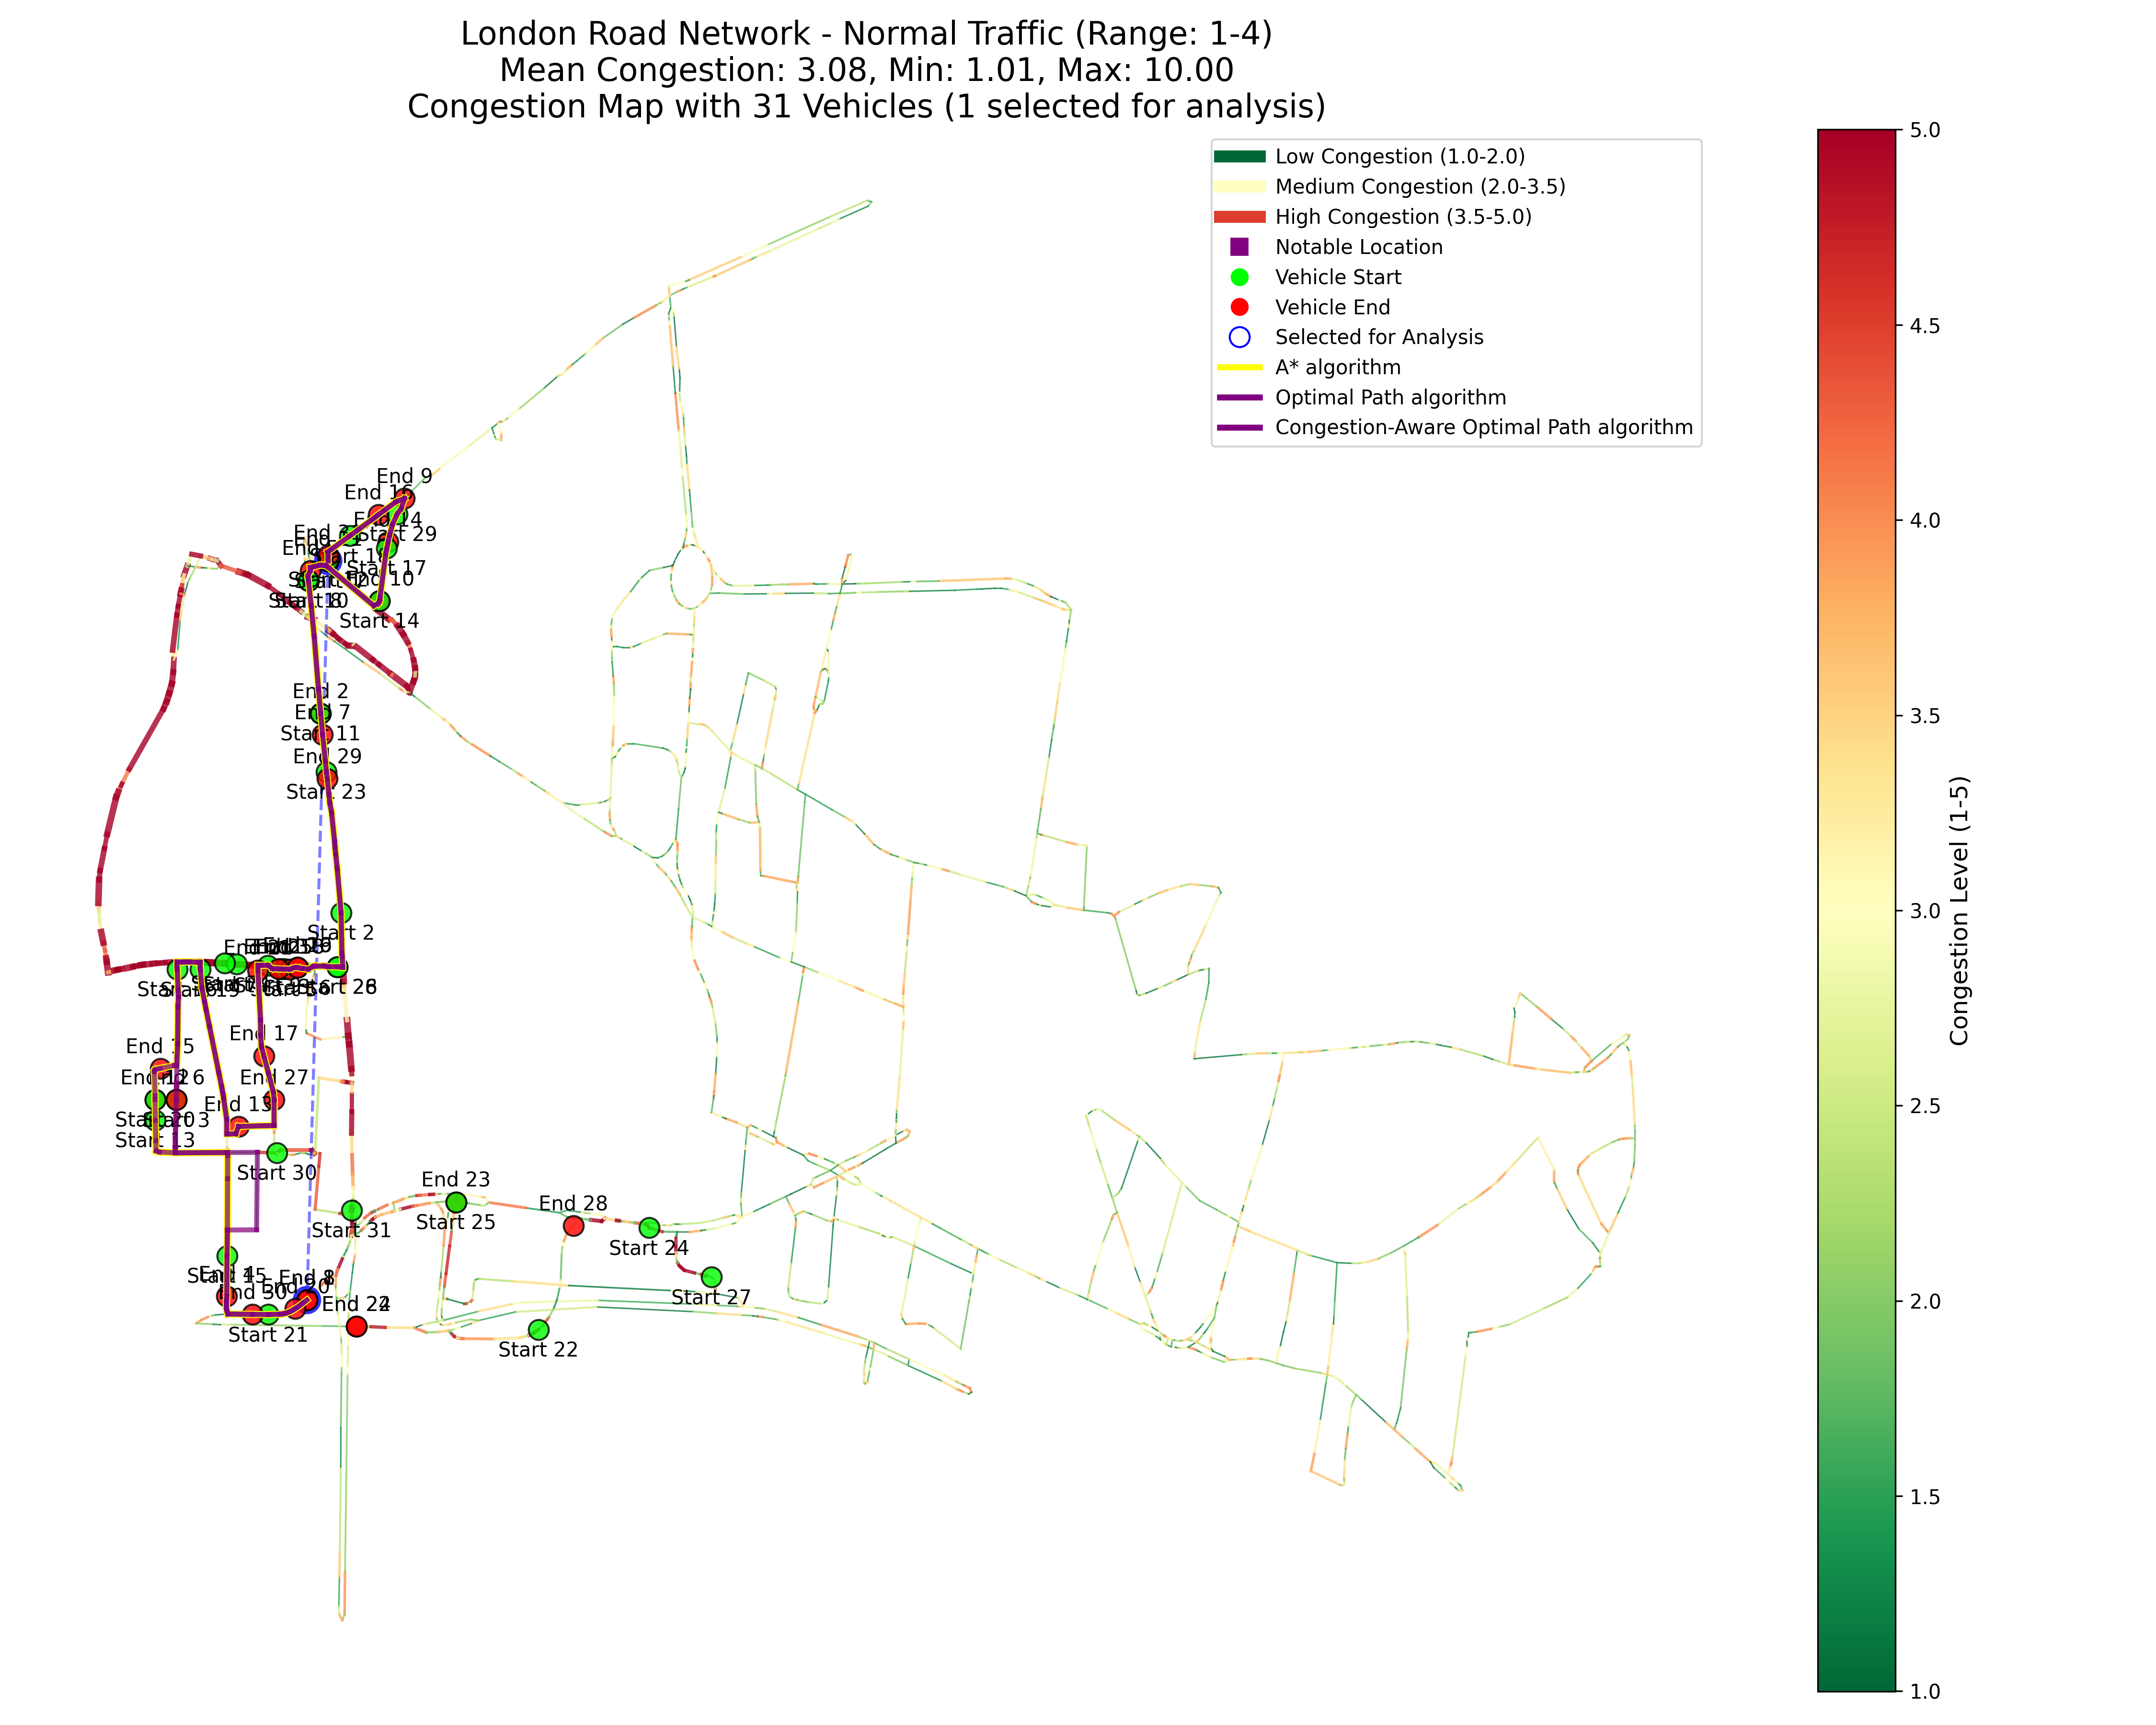 London Road Network - Normal Traffic (Range: 1-4)
Mean Congestion: 3.08, Min: 1.01, Max: 10.00
Congestion Map with 31 Vehicles (1 selected for analysis)
Low Congestion (1.0-2.0)
Medium Congestion (2.0-3.5)
High Congestion (3.5-5.0)
Notable Location
Vehicle Start
Vehicle End
Selected for Analysis
A* algorithm
Optimal Path algorithm
Congestion-Aware Optimal Path algorithm
5.0
4.5
4.0
3.5
3.0
2.5
2.0
1.5
1.0
Congestion Level (1-5)
End 9
End 16
End 14
Start 29
Start 17
End 10
Start 14
End 2
End 7
Start 11
End 29
Start 23
Start 2
End 17
End 15
End 27
End 13
Start 13
Start 30
End 23
Start 31
Start 25
End 28
Start 24
Start 27
End 4
Start 15
End 8
End 30
Start 21
Start 22